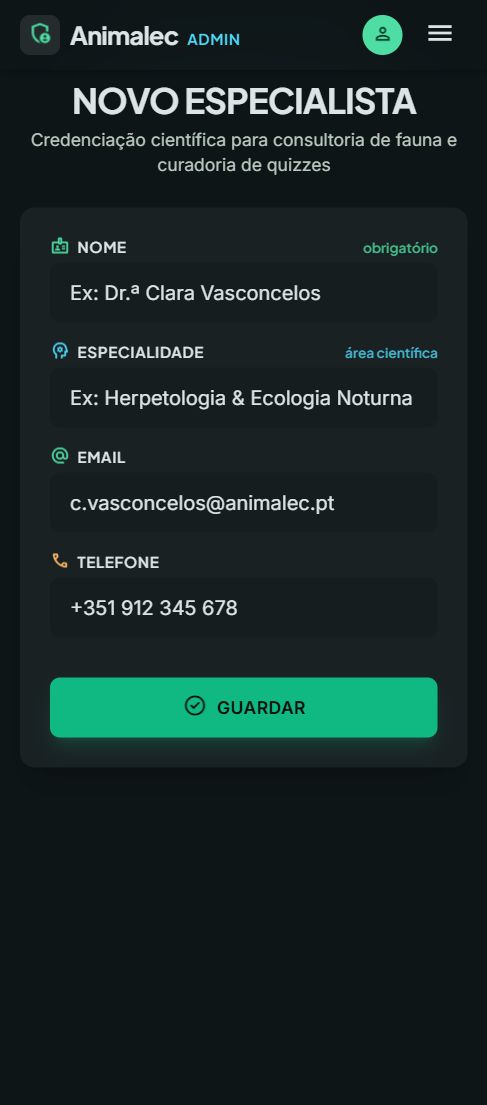 Animalec ADMIN
NOVO ESPECIALISTA
Credenciação científica para consultoria de fauna e
curadoria de quizzes
NOME obrigatório
Ex: Dr.ª Clara Vasconcelos
ESPECIALIDADE área científica
Ex: Herpetologia & Ecologia Noturna
EMAIL
c.vasconcelos@animalec.pt
TELEFONE
+351 912 345 678
GUARDAR